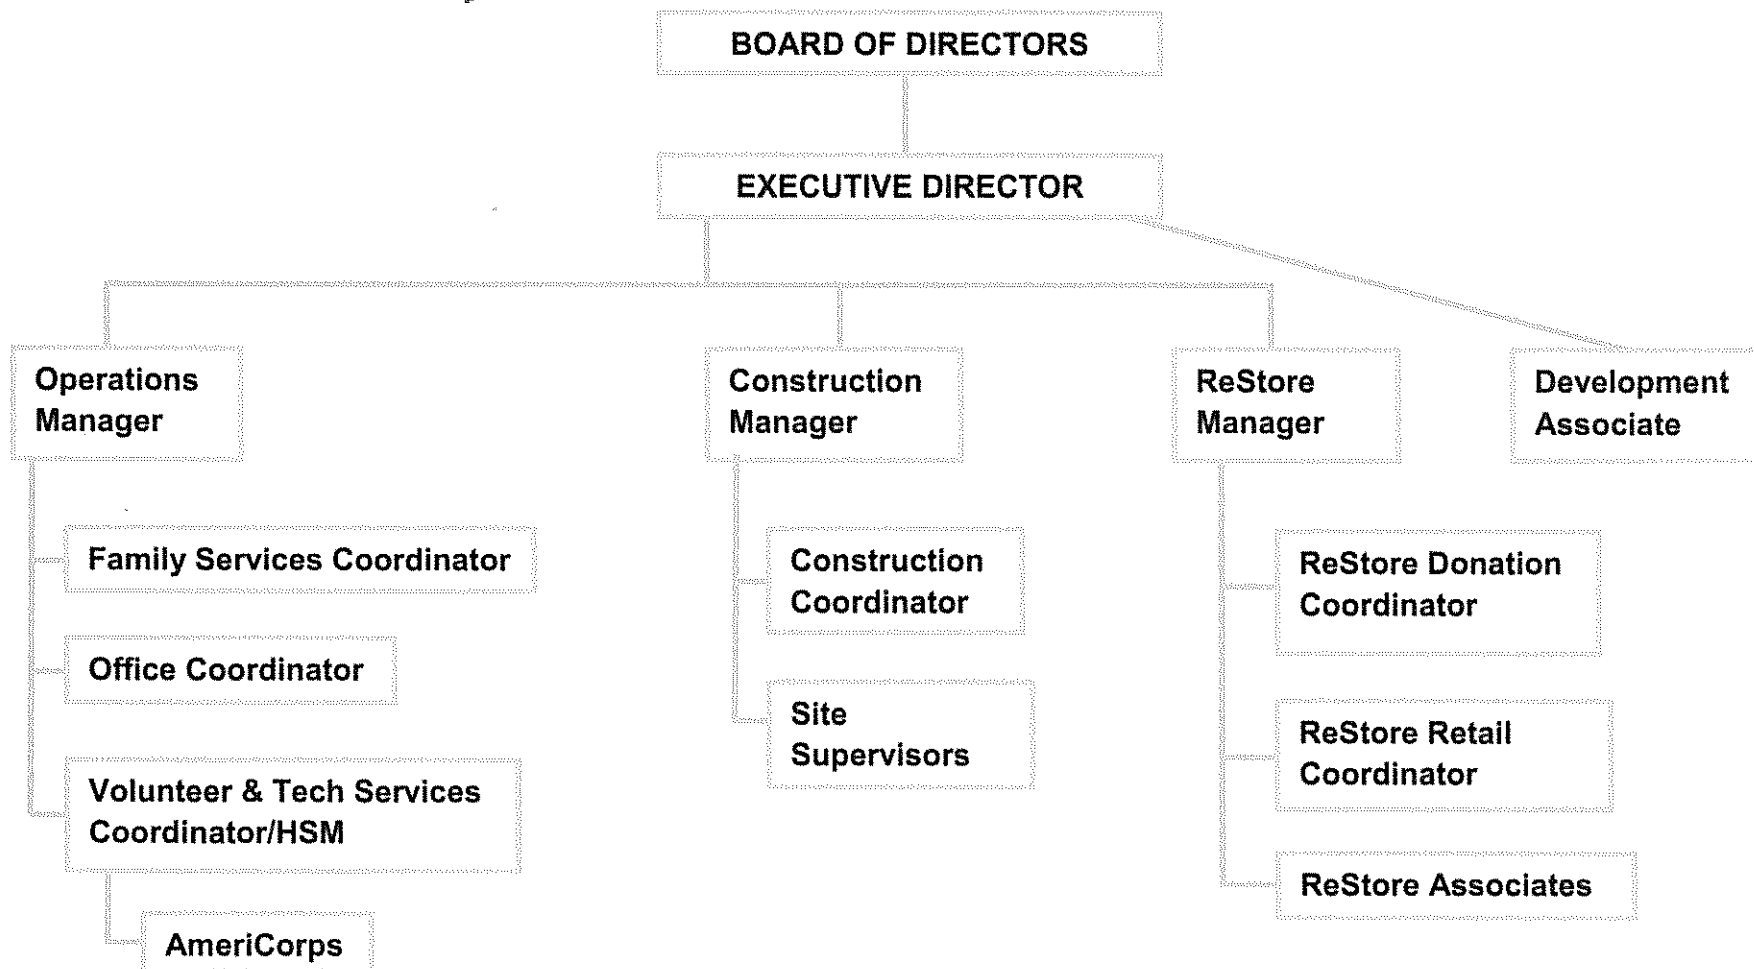 BOARD OF DIRECTORS
EXECUTIVE DIRECTOR
Operations
Manager
Construction
Manager
ReStore
Manager
Development
Associate
Family Services Coordinator
Office Coordinator
Volunteer & Tech Services
Coordinator/HSM
AmeriCorps
Construction
Coordinator
Site
Supervisors
ReStore Donation
Coordinator
ReStore Retail
Coordinator
ReStore Associates